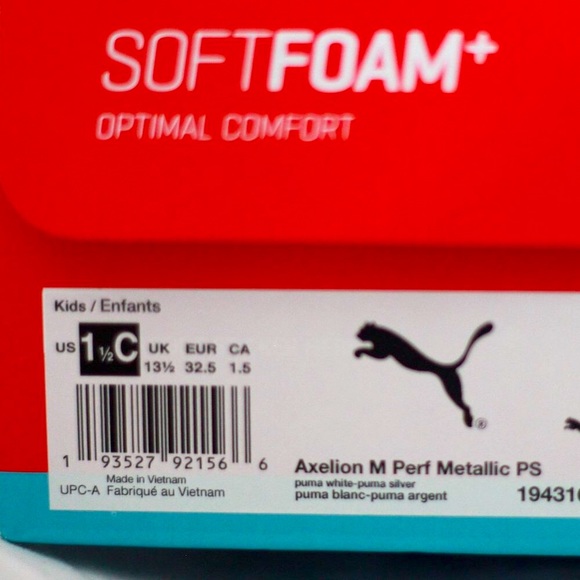 SOFTFOAM+
OPTIMAL COMFORT
Kids / Enfants
US 1½C UK EUR CA
13½ 32.5 1.5
1 93527 92156 6
Made in Vietnam
UPC-A Fabriqué au Vietnam
®
Axelion M Perf Metallic PS
puma white-puma silver
puma blanc-puma argent